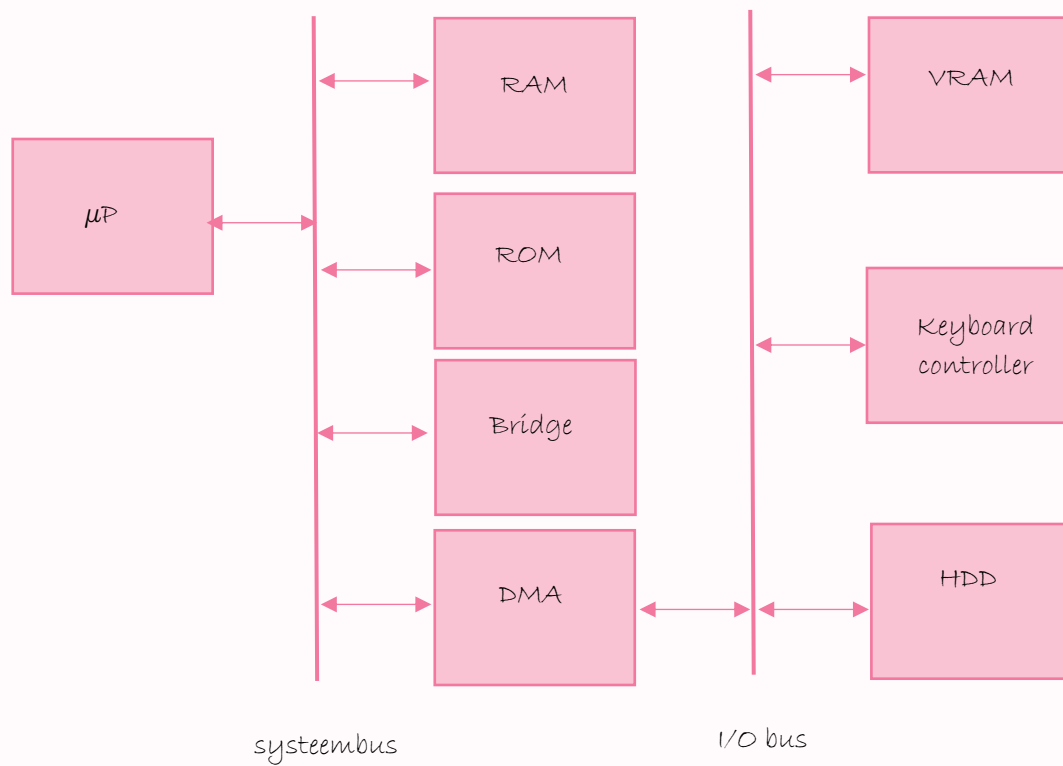 RAM
VRAM
μP
ROM
Keyboard
controller
Bridge
HDD
DMA
systeembus
I/O bus